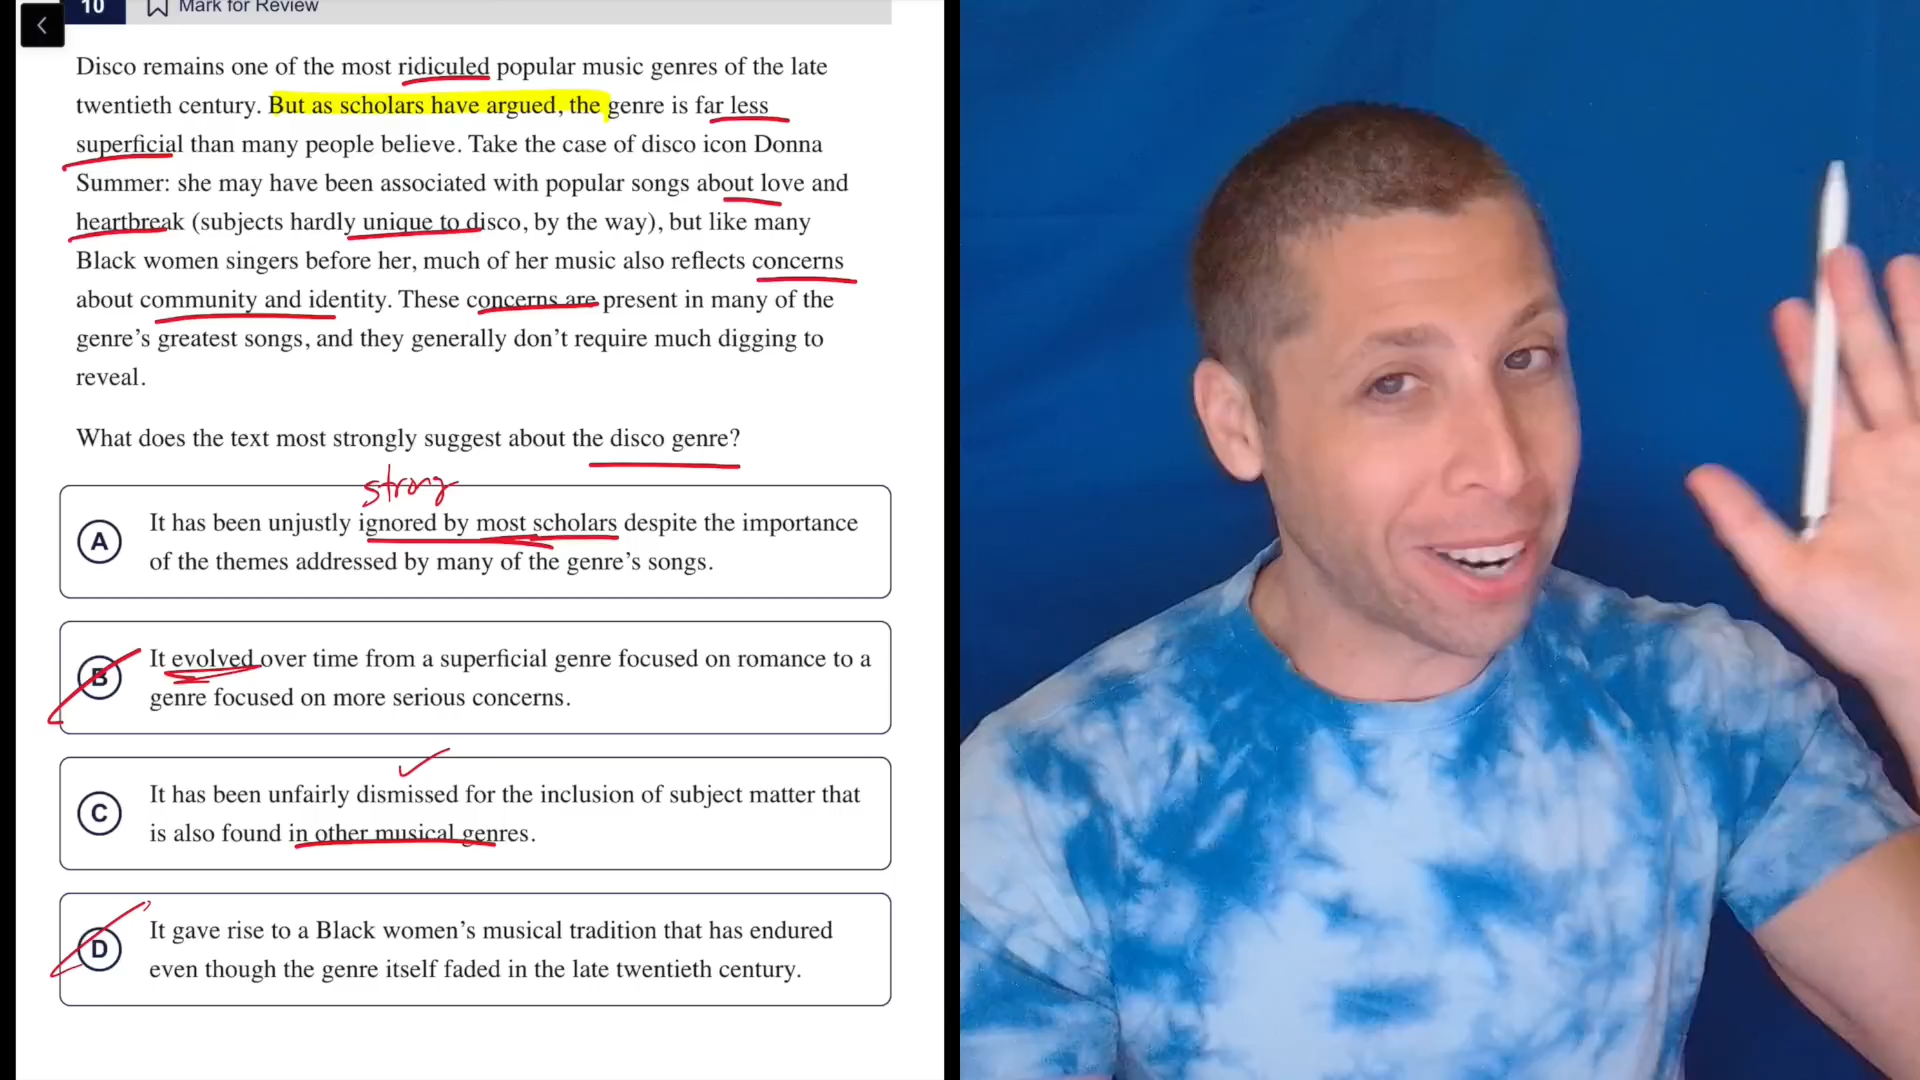 10 Mark for Review
Disco remains one of the most ridiculed popular music genres of the late
twentieth century. But as scholars have argued, the genre is far less
superficial than many people believe. Take the case of disco icon Donna
Summer: she may have been associated with popular songs about love and
heartbreak (subjects hardly unique to disco, by the way), but like many
Black women singers before her, much of her music also reflects concerns
about community and identity. These concerns are present in many of the
genre’s greatest songs, and they generally don’t require much digging to
reveal.
What does the text most strongly suggest about the disco genre?
strong
A It has been unjustly ignored by most scholars despite the importance
of the themes addressed by many of the genre’s songs.
B It evolved over time from a superficial genre focused on romance to a
genre focused on more serious concerns.
C It has been unfairly dismissed for the inclusion of subject matter that
is also found in other musical genres.
D It gave rise to a Black women’s musical tradition that has endured
even though the genre itself faded in the late twentieth century.